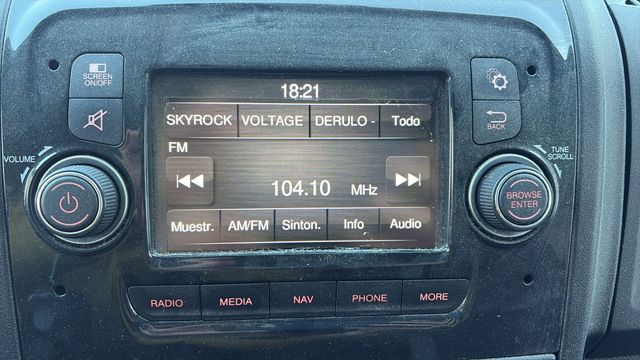 18:21
SCREEN
ON/OFF
SKYROCK VOLTAGE DERULO - Todo
BACK
FM
VOLUME
TUNE
SCROLL
104.10 MHz
BROWSE
ENTER
Muestr. AM/FM Sinton. Info Audio
RADIO MEDIA NAV PHONE MORE